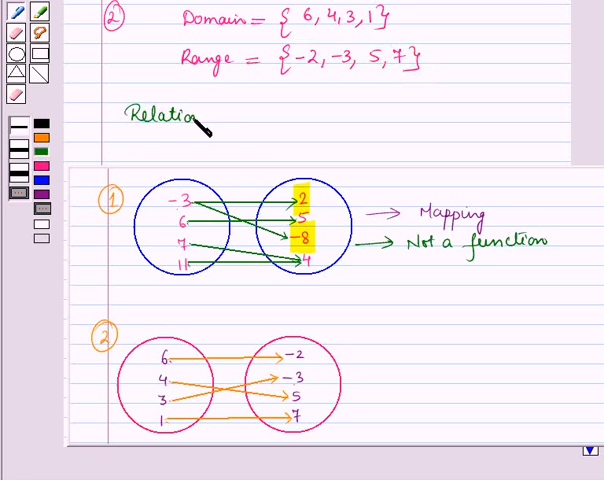 ② Domain = { 6, 4, 3, 1}
Range = {-2, -3, 5, 7}
Relatio
①
-3 2
6 5
7 -8
11 4
→ Mapping
→ Not a function
②
6 -2
4 -3
3 5
1 7